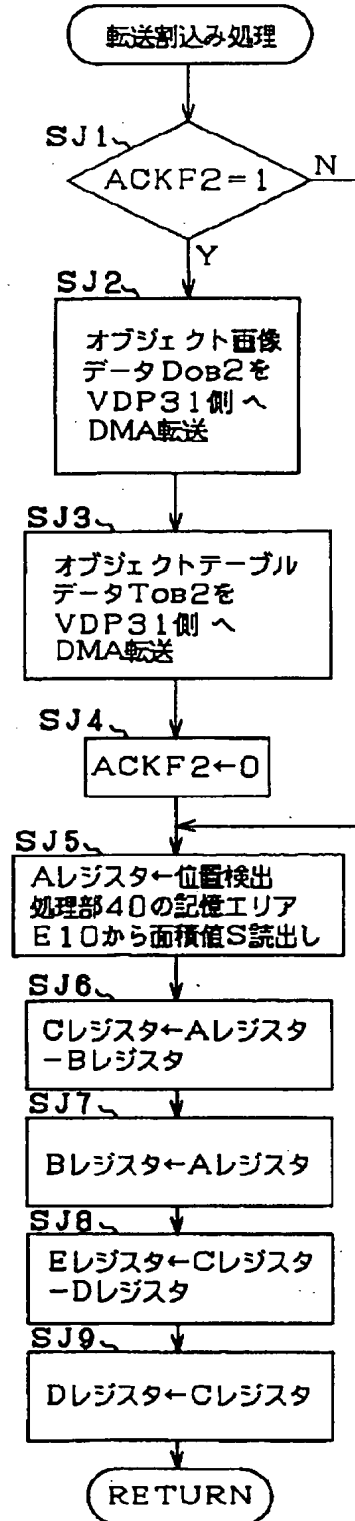 転送割込み処理
SJ1
ACKF2=1
N
Y
SJ2
オブジェクト画像
データDOB2を
VDP31側へ
DMA転送
SJ3
オブジェクトテーブル
データTOB2を
VDP31側へ
DMA転送
SJ4
ACKF2←0
SJ5
Aレジスタ←位置検出
処理部40の記憶エリア
E10から面積値S読出し
SJ6
Cレジスタ←Aレジスタ
-Bレジスタ
SJ7
Bレジスタ←Aレジスタ
SJ8
Eレジスタ←Cレジスタ
-Dレジスタ
SJ9
Dレジスタ←Cレジスタ
RETURN